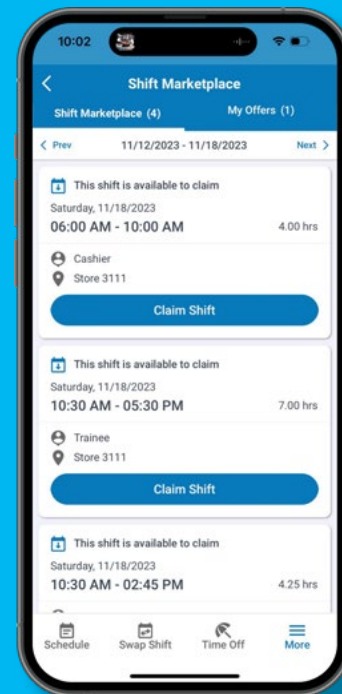 10:02
Shift Marketplace
Shift Marketplace (4) My Offers (1)
Prev 11/12/2023 - 11/18/2023 Next
This shift is available to claim
Saturday, 11/18/2023
06:00 AM - 10:00 AM 4.00 hrs
Cashier
Store 3111
Claim Shift
This shift is available to claim
Saturday, 11/18/2023
10:30 AM - 05:30 PM 7.00 hrs
Trainee
Store 3111
Claim Shift
This shift is available to claim
Saturday, 11/18/2023
10:30 AM - 02:45 PM 4.25 hrs
Schedule Swap Shift Time Off More